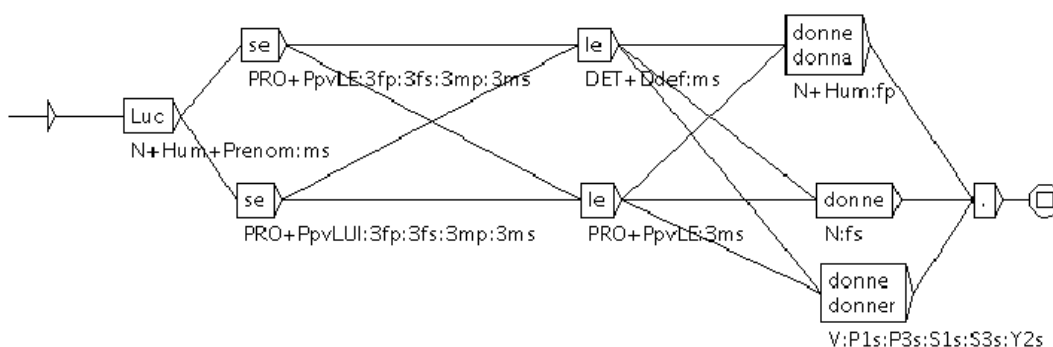 se
le
donne
donna
PRO+PpvLE:3fp:3fs:3mp:3ms
DET+Ddef:ms
N+Hum:fp
Luc
N+Hum+Prenom:ms
se
le
donne
.
PRO+PpvLUI:3fp:3fs:3mp:3ms
PRO+PpvLE:3ms
N:fs
donne
donner
V:P1s:P3s:S1s:S3s:Y2s